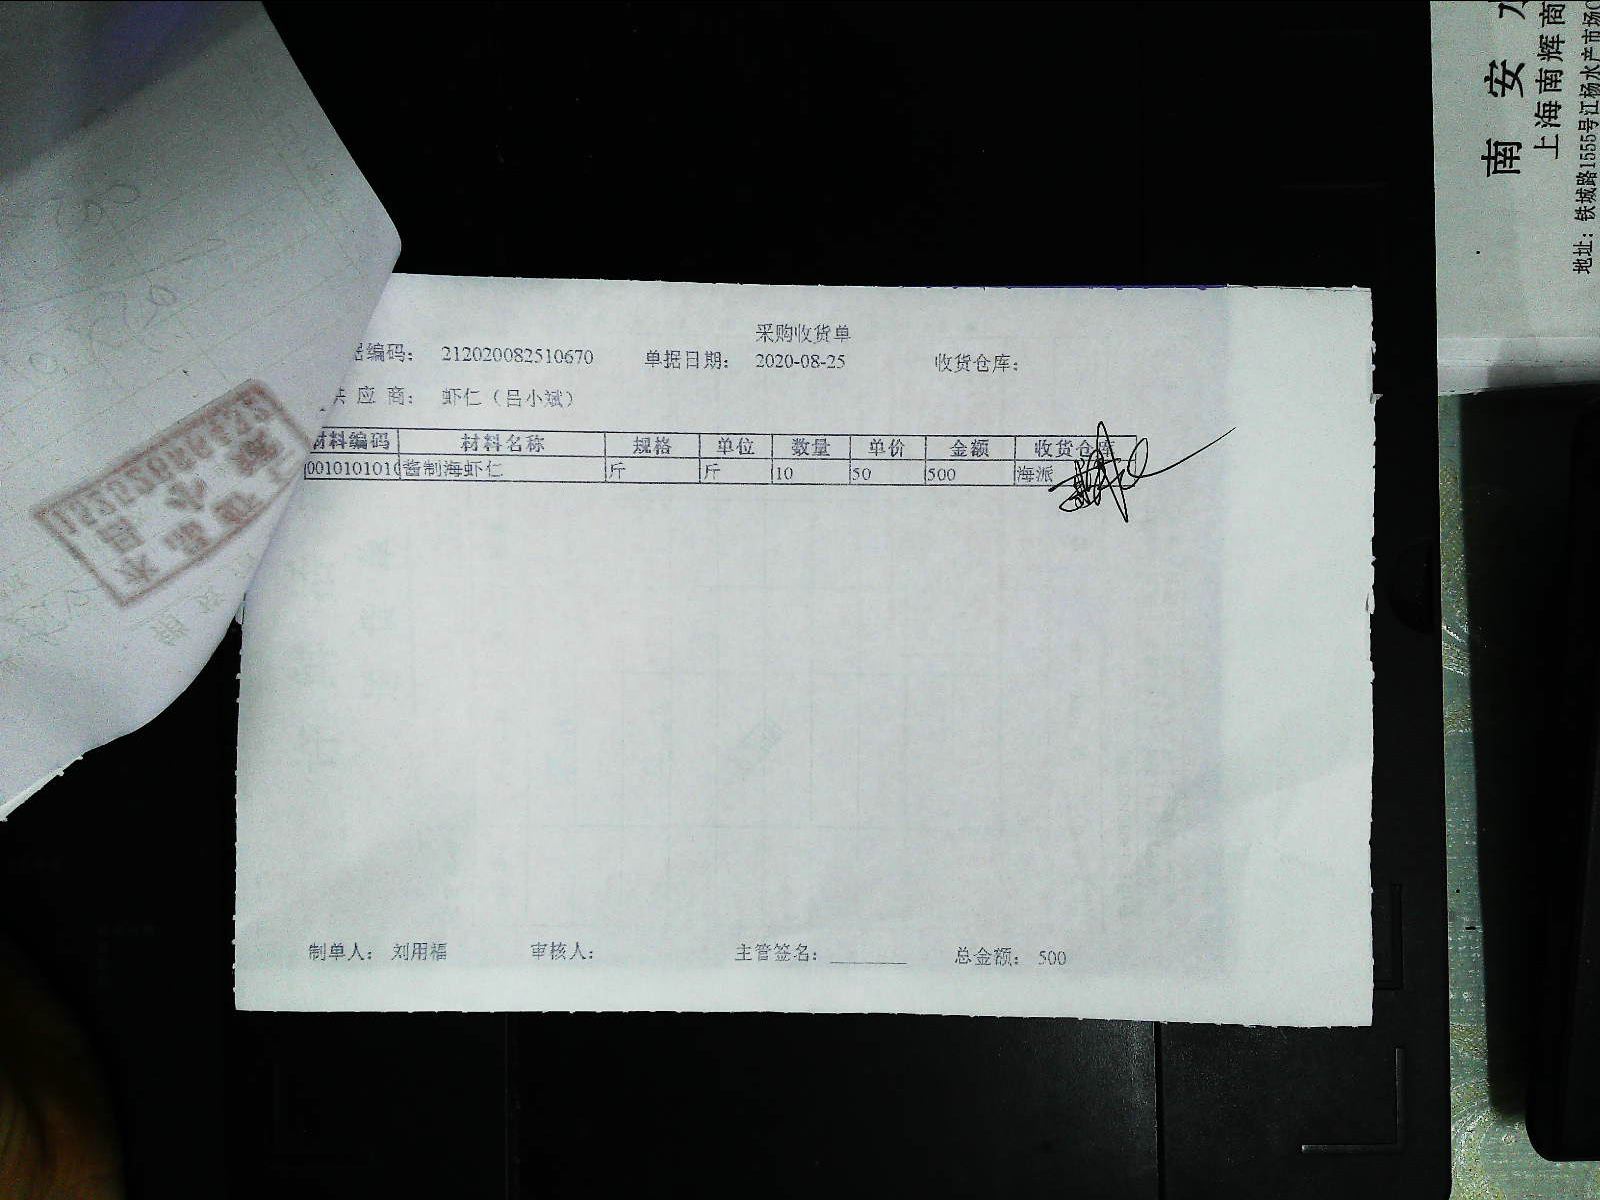 采购收货单
据编码： 212020082510670 单据日期： 2020-08-25 收货仓库：
供 应 商： 虾仁（吕小斌）
材料编码 材料名称 规格 单位 数量 单价 金额 收货仓库
0010101010 酱制海虾仁 斤 斤 10 50 500 海派
制单人： 刘用福 审核人： 主管签名：________ 总金额： 500
南 安 水
上海南辉商
地址：铁城路1555号江杨水产市场